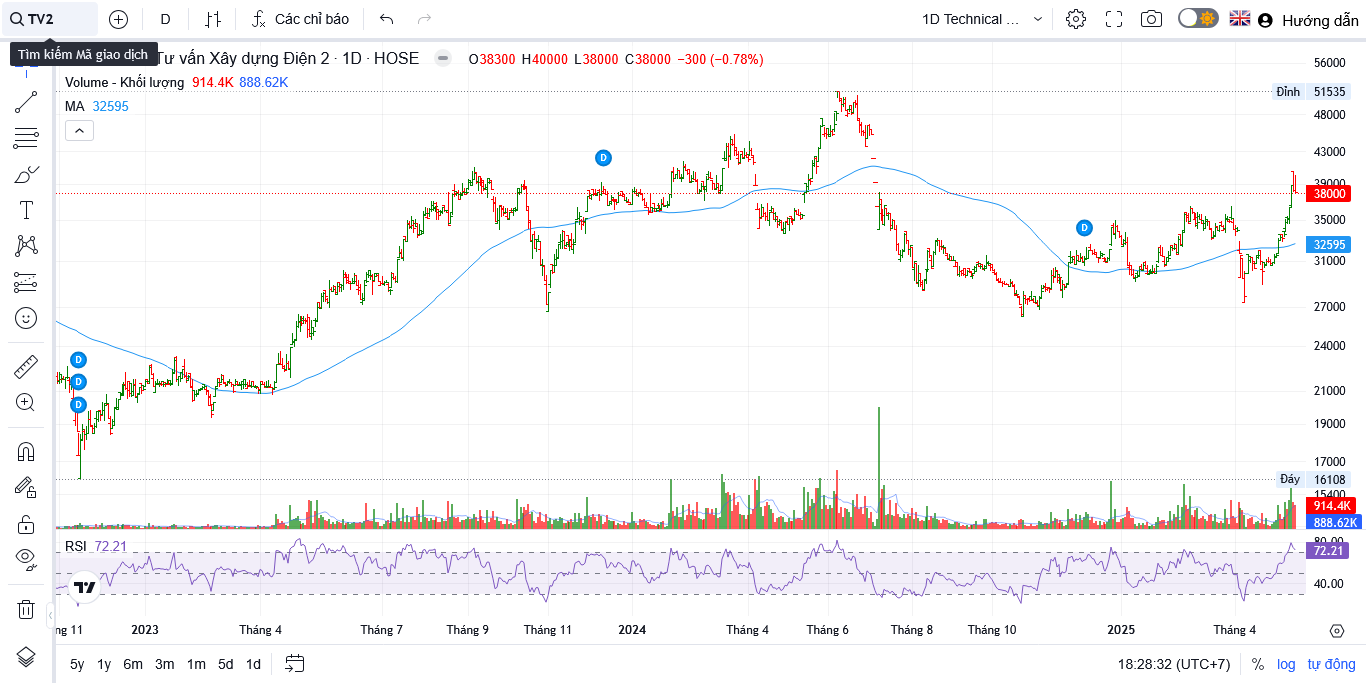 TV2
D
Các chỉ báo
1D Technical ...
Hướng dẫn
Tìm kiếm Mã giao dịch
Tư vấn Xây dựng Điện 2 · 1D · HOSE
O38300 H40000 L38000 C38000 −300 (−0.78%)
Volume - Khối lượng 914.4K 888.62K
MA 32595
56000
Đỉnh 51535
48000
43000
39000
38000
35000
32595
31000
27000
24000
21000
19000
17000
Đáy 16108
15400
914.4K
888.62K
D
D
D
D
D
RSI 72.21
80.00
72.21
40.00
ng 11 2023 Tháng 4 Tháng 7 Tháng 9 Tháng 11 2024 Tháng 4 Tháng 6 Tháng 8 Tháng 10 2025 Tháng 4
5y 1y 6m 3m 1m 5d 1d
18:28:32 (UTC+7) % log tự động